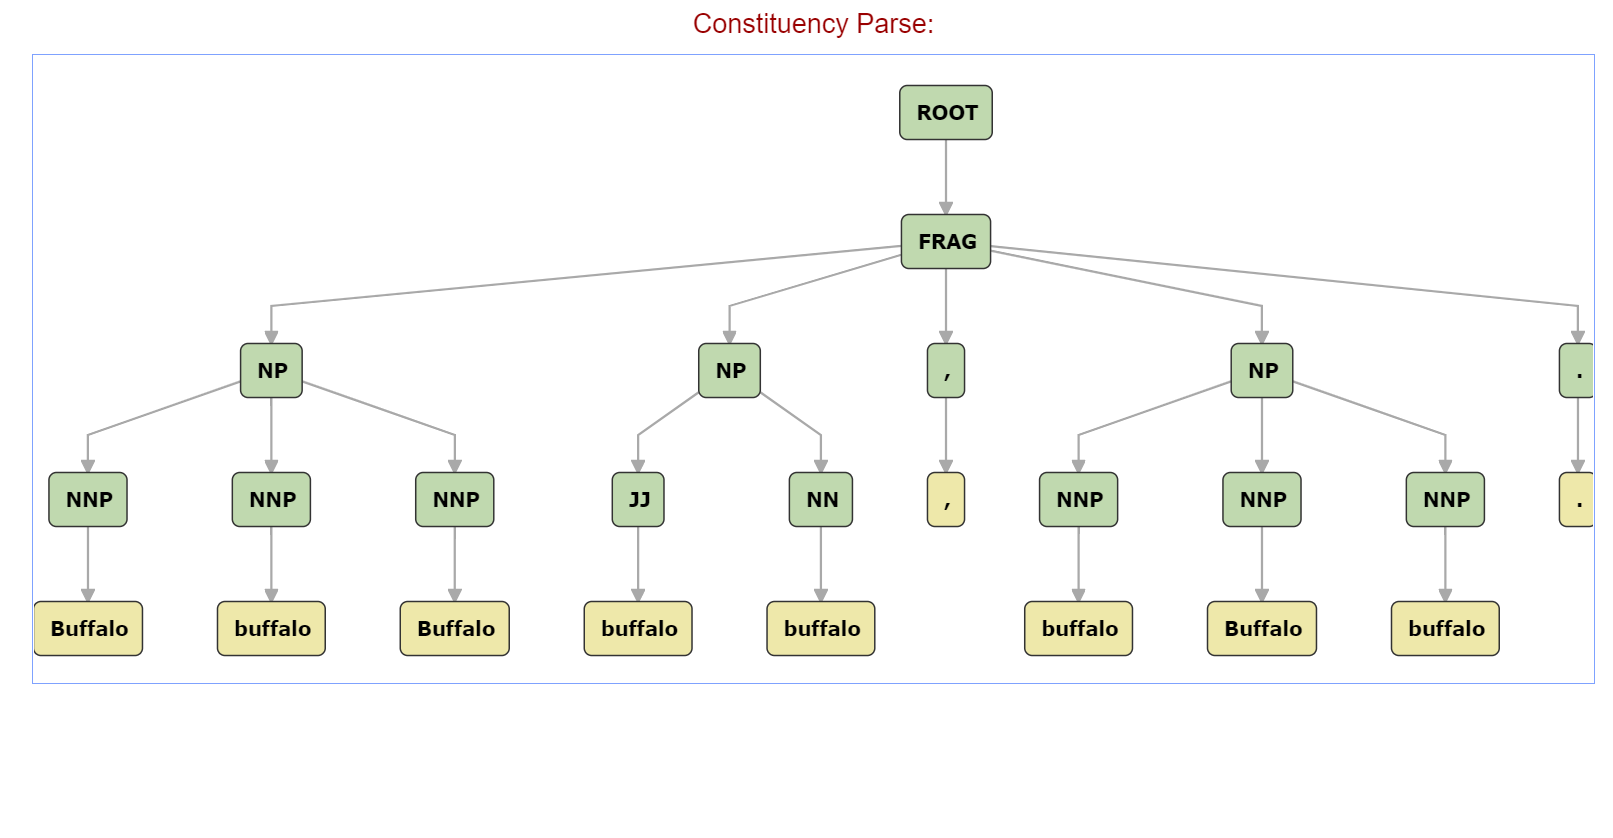 Constituency Parse:
ROOT
FRAG
NP NP , NP .
NNP NNP NNP JJ NN , NNP NNP NNP .
Buffalo buffalo Buffalo buffalo buffalo buffalo Buffalo buffalo